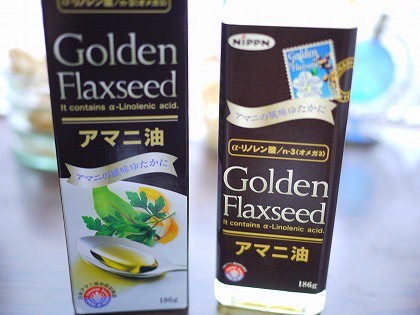 Golden
Flaxseed
It contains α-Linolenic acid.
アマニ油
アマニの風味ゆたかに
186g
NIPPN
アマニの風味ゆたかに
α-リノレン酸/n-3(オメガ3)
Golden
Flaxseed
It contains α-Linolenic acid.
アマニ油
186g